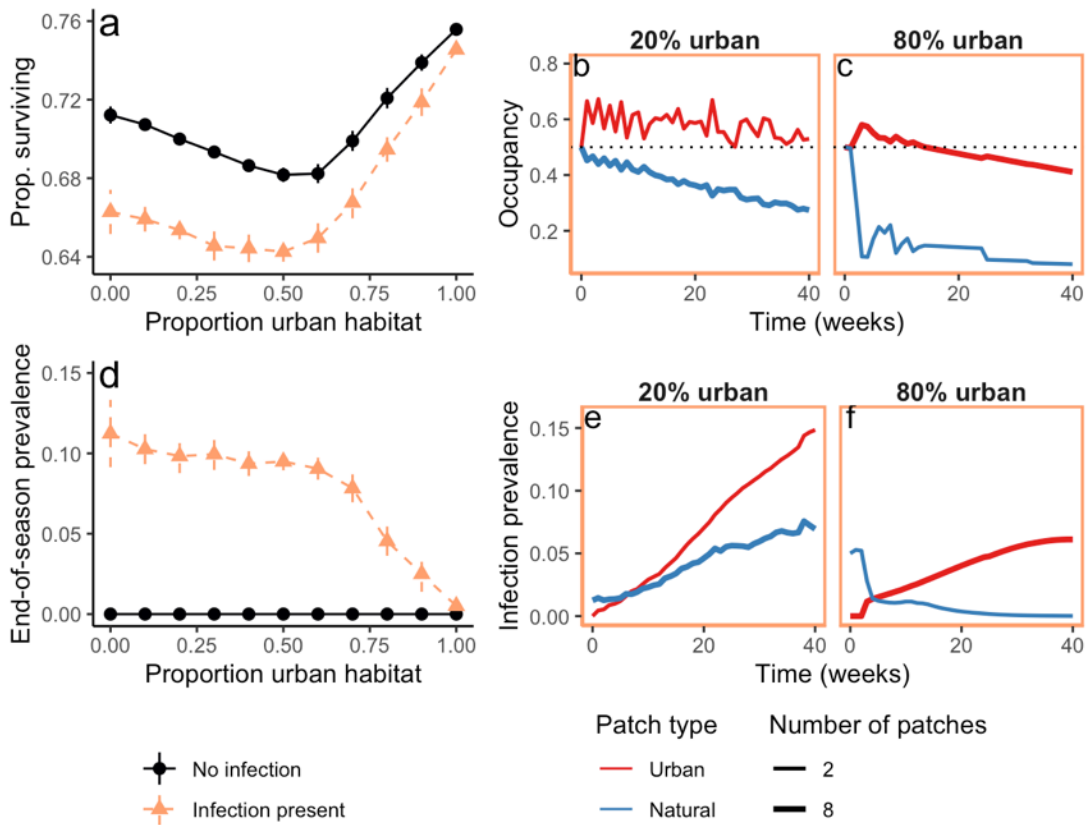 a
0.76
0.72
0.68
0.64
Prop. surviving
0.00 0.25 0.50 0.75 1.00
Proportion urban habitat
20% urban
80% urban
b
c
0.8
0.6
0.4
0.2
Occupancy
0 20 40
0 20 40
Time (weeks)
d
0.15
0.10
0.05
0.00
End-of-season prevalence
0.00 0.25 0.50 0.75 1.00
Proportion urban habitat
20% urban
80% urban
e
f
0.15
0.10
0.05
0.00
Infection prevalence
0 20 40
0 20 40
Time (weeks)
No infection
Infection present
Patch type
Urban
Natural
Number of patches
2
8